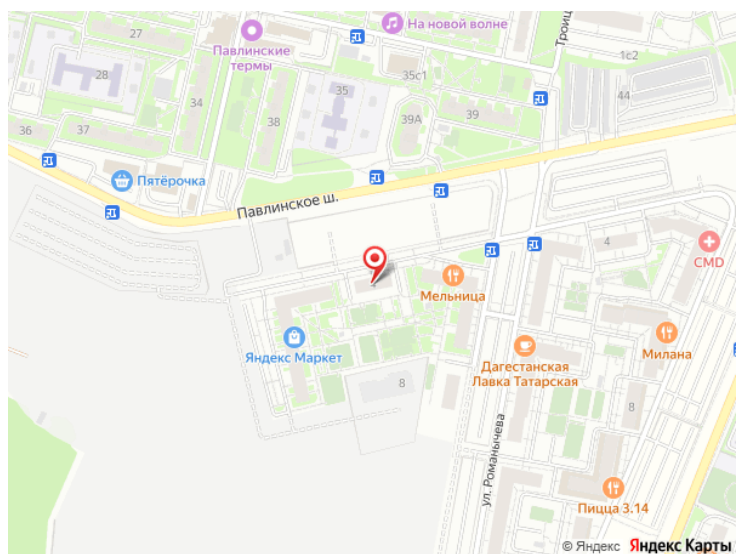 27
На новой волне
Троиц
Павлинские
термы
1с2
28
35с1
35
44
34
39
39А
38
36
37
Пятёрочка
Павлинское ш.
4
CMD
Мельница
Яндекс Маркет
Милана
Дагестанская
Лавка Татарская
8
8
ул. Романычева
Пицца 3.14
© Яндекс Яндекс Карты